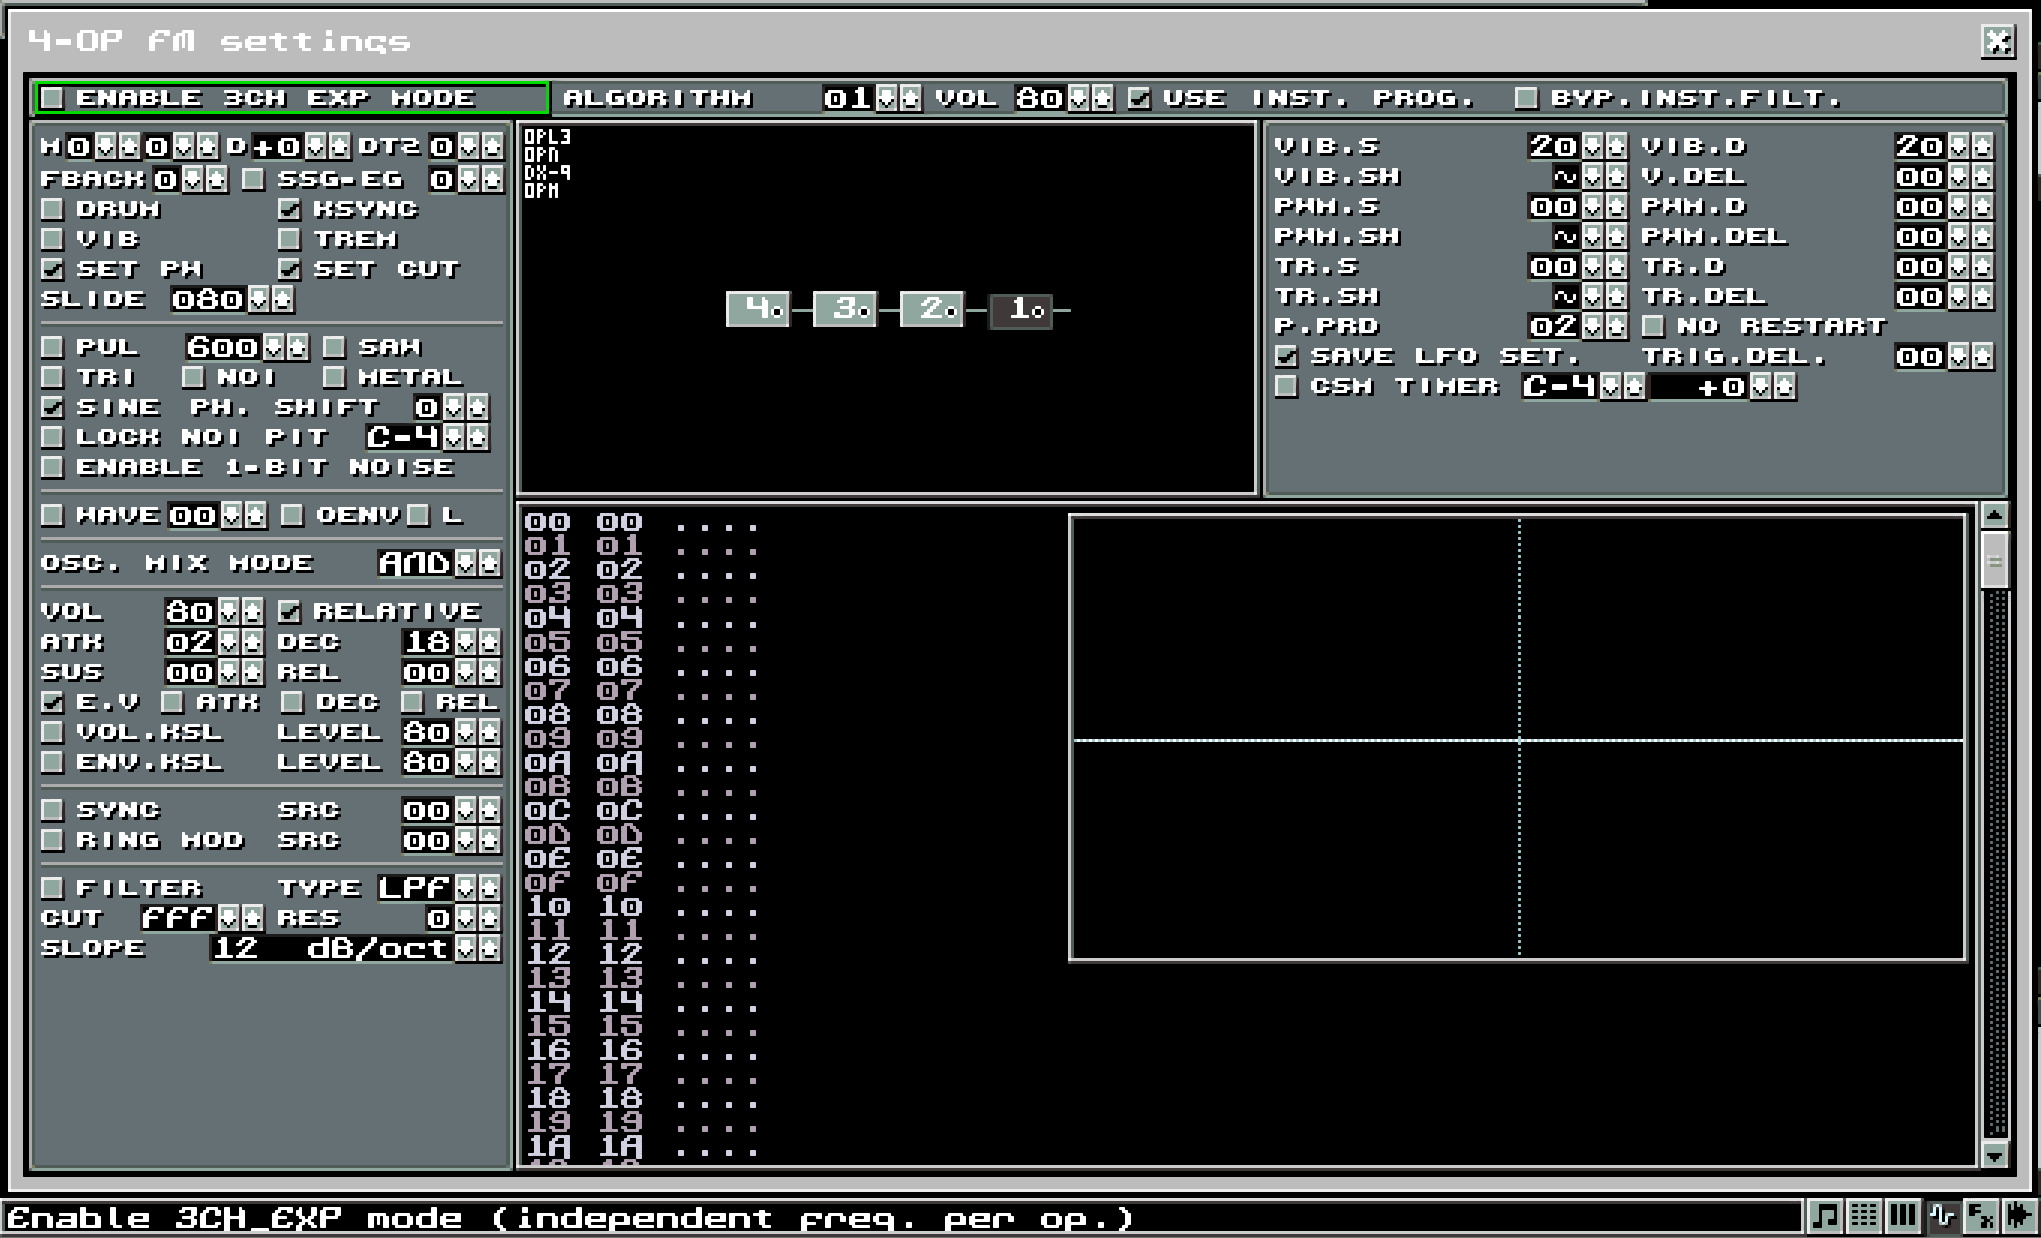 4-OP FM settings
ENABLE 3CH EXP MODE ALGORITHM 01 VOL 80 USE INST. PROG. BYP.INST.FILT.
M 0 0 D +0 DT2 0
FBACK 0 SSG-EG 0
DRUM KSYNC
VIB TREM
SET PW SET CUT
SLIDE 080
PUL 600 SAW
TRI NOI METAL
SINE PH. SHIFT 0
LOCK NOI PIT C-4
ENABLE 1-BIT NOISE
WAVE 00 OENV L
OSC. MIX MODE AND
VOL 80 RELATIVE
ATK 02 DEC 18
SUS 00 REL 00
E.V ATK DEC REL
VOL.KSL LEVEL 80
ENV.KSL LEVEL 80
SYNC SRC 00
RING MOD SRC 00
FILTER TYPE LPF
CUT FFF RES 0
SLOPE 12 dB/oct
OPL3
OPN
DX-9
OPM
4 3 2 1
VIB.S 20 VIB.D 20
VIB.SH ~ V.DEL 00
PWM.S 00 PWM.D 00
PWM.SH ~ PWM.DEL 00
TR.S 00 TR.D 00
TR.SH ~ TR.DEL 00
P.PRD 02 NO RESTART
SAVE LFO SET. TRIG.DEL. 00
CSM TIMER C-4 +0
00 00 ....
01 01 ....
02 02 ....
03 03 ....
04 04 ....
05 05 ....
06 06 ....
07 07 ....
08 08 ....
09 09 ....
0A 0A ....
0B 0B ....
0C 0C ....
0D 0D ....
0E 0E ....
0F 0F ....
10 10 ....
11 11 ....
12 12 ....
13 13 ....
14 14 ....
15 15 ....
16 16 ....
17 17 ....
18 18 ....
19 19 ....
1A 1A ....
Enable 3CH_EXP mode (independent freq. per op.)
Fx